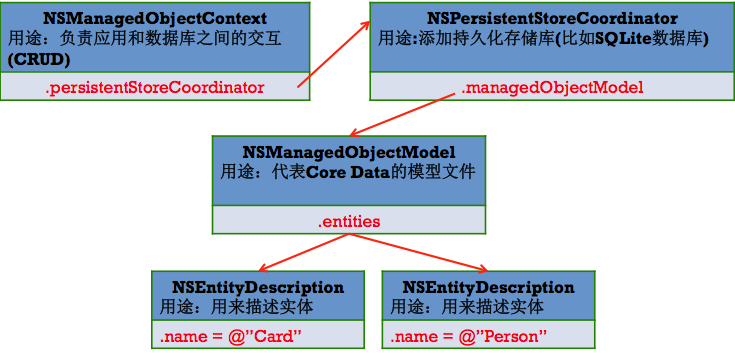 NSManagedObjectContext
用途：负责应用和数据库之间的交互
(CRUD)
.persistentStoreCoordinator
NSPersistentStoreCoordinator
用途:添加持久化存储库(比如SQLite数据库)
.managedObjectModel
NSManagedObjectModel
用途：代表Core Data的模型文件
.entities
NSEntityDescription
用途：用来描述实体
.name = @”Card”
NSEntityDescription
用途：用来描述实体
.name = @”Person”